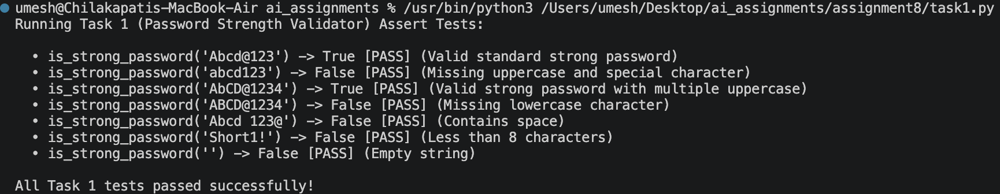 umesh@Chilakapatis-MacBook-Air ai_assignments % /usr/bin/python3 /Users/umesh/Desktop/ai_assignments/assignment8/task1.py
Running Task 1 (Password Strength Validator) Assert Tests:
• is_strong_password('Abcd@123') -> True [PASS] (Valid standard strong password)
• is_strong_password('abcd123') -> False [PASS] (Missing uppercase and special character)
• is_strong_password('AbCD@1234') -> True [PASS] (Valid strong password with multiple uppercase)
• is_strong_password('ABCD@1234') -> False [PASS] (Missing lowercase character)
• is_strong_password('Abcd 123@') -> False [PASS] (Contains space)
• is_strong_password('Short1!') -> False [PASS] (Less than 8 characters)
• is_strong_password('') -> False [PASS] (Empty string)
All Task 1 tests passed successfully!